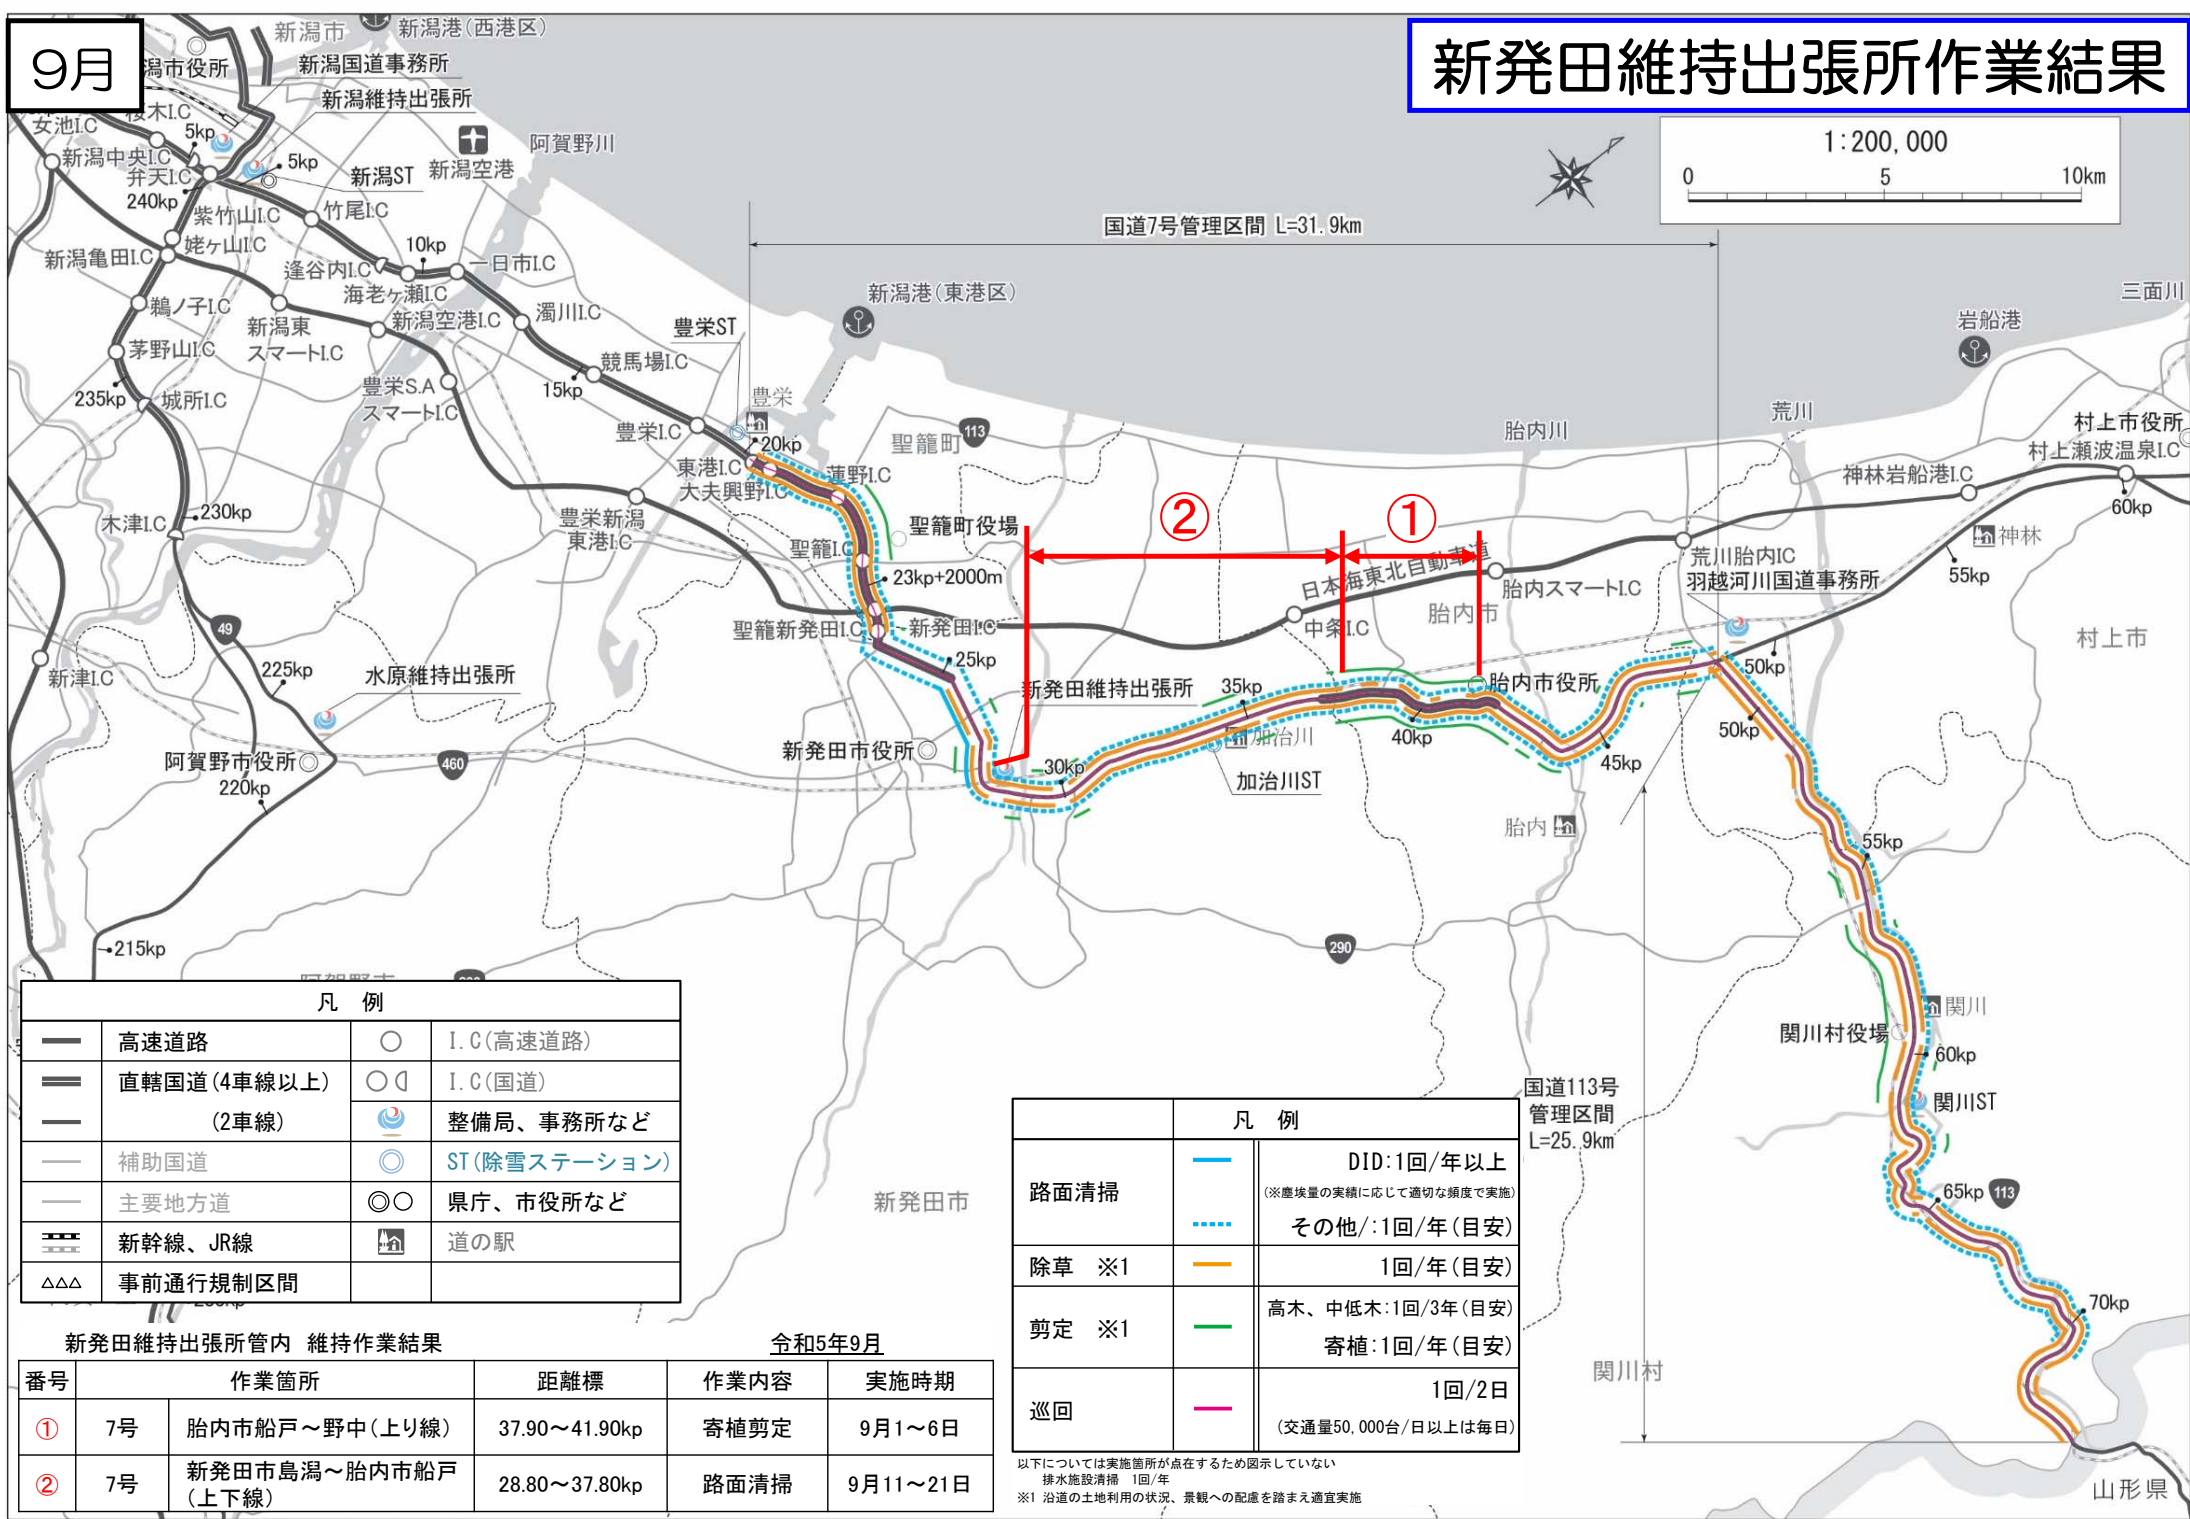 9月
新発田維持出張所作業結果
新潟市
新潟港(西港区)
潟市役所
新潟国道事務所
新潟維持出張所
桜木I.C
女池I.C
5kp
5kp
新潟中央I.C
弁天I.C
新潟ST
新潟空港
阿賀野川
240kp
紫竹山I.C
竹尾I.C
姥ヶ山I.C
新潟亀田I.C
10kp
逢谷内I.C
一日市I.C
海老ヶ瀬I.C
鵜ノ子I.C
新潟東
スマートI.C
新潟空港I.C
濁川I.C
茅野山I.C
競馬場I.C
15kp
豊栄S.A
スマートI.C
235kp
城所I.C
豊栄ST
新潟港(東港区)
国道7号管理区間 L=31.9km
1:200,000
0
5
10km
三面川
岩船港
荒川
胎内川
村上市役所
村上瀬波温泉I.C
神林岩船港I.C
60kp
神林
55kp
豊栄
豊栄I.C
20kp
東港I.C
大夫興野I.C
蓮野I.C
聖籠町
113
聖籠町役場
聖籠I.C
23kp+2000m
豊栄新潟
東港I.C
木津I.C
230kp
②
①
日本海東北自動車道
胎内スマートI.C
荒川胎内IC
羽越河川国道事務所
胎内市
中条I.C
聖籠新発田I.C
新発田I.C
25kp
49
225kp
新津I.C
水原維持出張所
新発田維持出張所
35kp
胎内市役所
50kp
村上市
50kp
40kp
45kp
加治川
加治川ST
新発田市役所
30kp
阿賀野市役所
220kp
460
胎内
55kp
215kp
290
阿賀野市
関川
関川村役場
60kp
関川ST
国道113号
管理区間
L=25.9km
65kp
113
新発田市
70kp
関川村
山形県
凡 例
高速道路
I.C(高速道路)
直轄国道(4車線以上)
I.C(国道)
(2車線)
整備局、事務所など
補助国道
ST(除雪ステーション)
主要地方道
県庁、市役所など
新幹線、JR線
道の駅
事前通行規制区間
凡 例
路面清掃
DID:1回/年以上
(※塵埃量の実績に応じて適切な頻度で実施)
その他/:1回/年(目安)
除草 ※1
1回/年(目安)
剪定 ※1
高木、中低木:1回/3年(目安)
寄植:1回/年(目安)
巡回
1回/2日
(交通量50,000台/日以上は毎日)
以下については実施箇所が点在するため図示していない
排水施設清掃 1回/年
※1 沿道の土地利用の状況、景観への配慮を踏まえ適宜実施
新発田維持出張所管内 維持作業結果
令和5年9月
番号 作業箇所 距離標 作業内容 実施時期
① 7号 胎内市船戸～野中(上り線) 37.90～41.90kp 寄植剪定 9月1～6日
② 7号 新発田市島潟～胎内市船戸(上下線) 28.80～37.80kp 路面清掃 9月11～21日